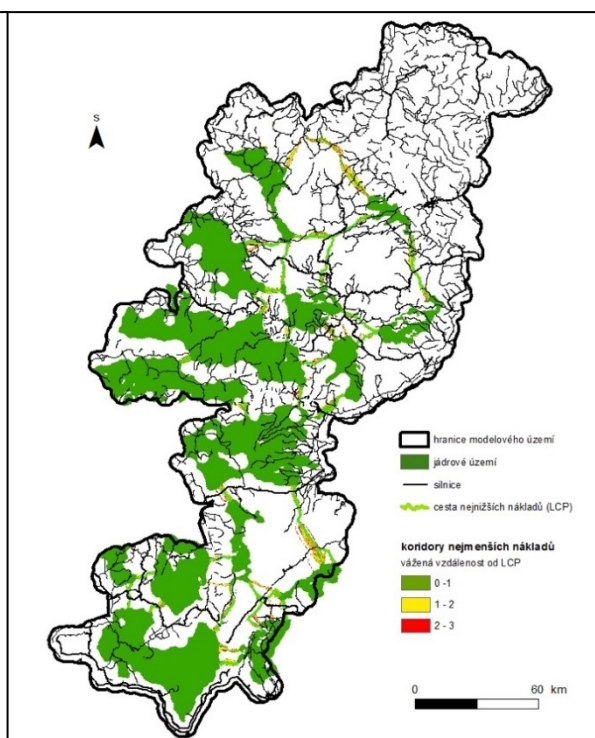 S
hranice modelového území
jádrové území
silnice
cesta nejnižších nákladů (LCP)
koridory nejmenších nákladů
vážená vzdálenost od LCP
0 -1
1 - 2
2 - 3
0 60 km